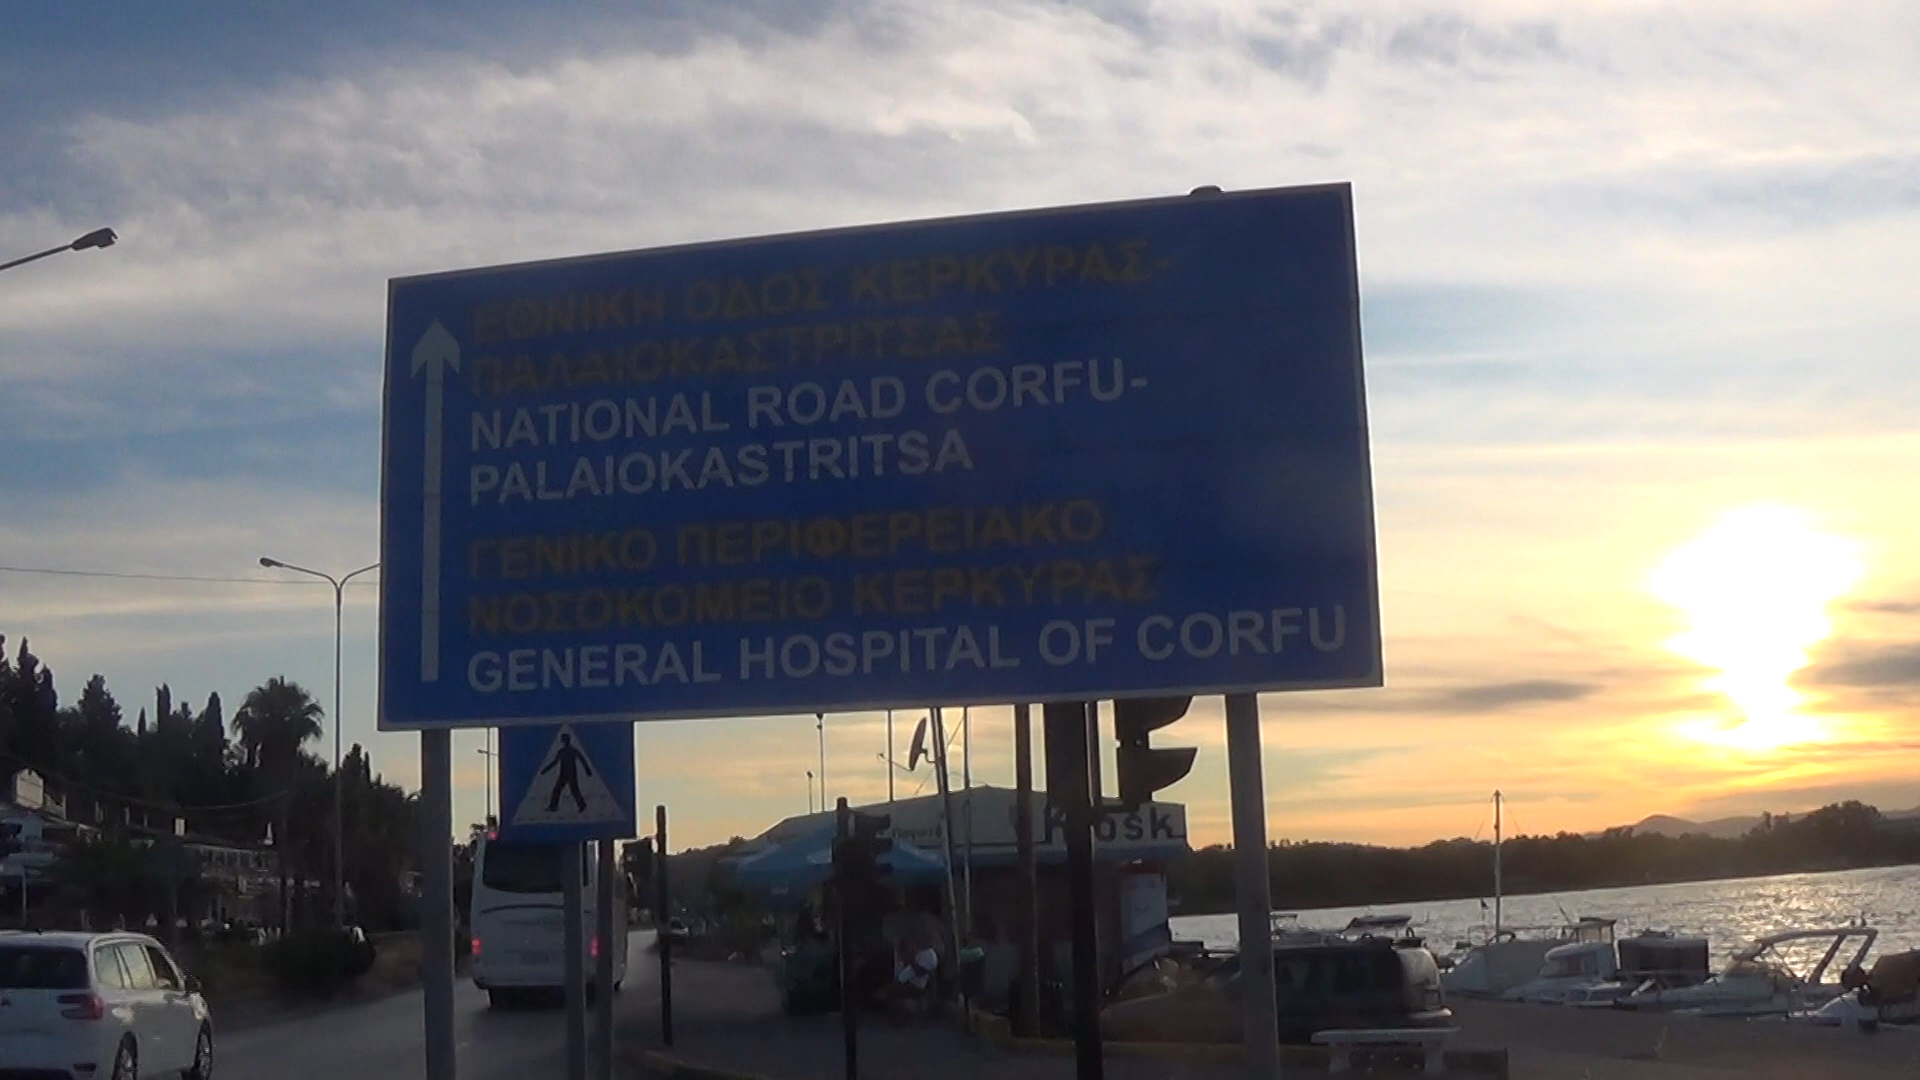 ΕΘΝΙΚΗ ΟΔΟΣ ΚΕΡΚΥΡΑΣ-
ΠΑΛΑΙΟΚΑΣΤΡΙΤΣΑΣ
NATIONAL ROAD CORFU-
PALAIOKASTRITSA
ΓΕΝΙΚΟ ΠΕΡΙΦΕΡΕΙΑΚΟ
ΝΟΣΟΚΟΜΕΙΟ ΚΕΡΚΥΡΑΣ
GENERAL HOSPITAL OF CORFU
Kiosk